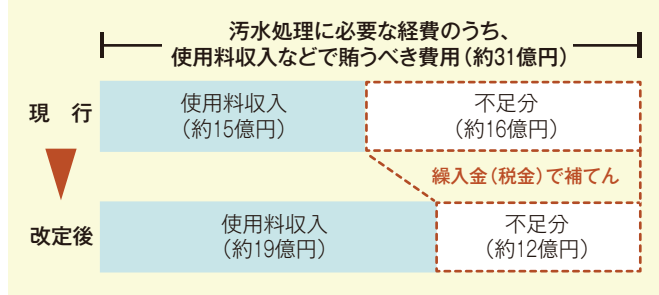 汚水処理に必要な経費のうち、
使用料収入などで賄うべき費用（約31億円）
現　行
使用料収入
（約15億円）
不足分
（約16億円）
繰入金（税金）で補てん
改定後
使用料収入
（約19億円）
不足分
（約12億円）